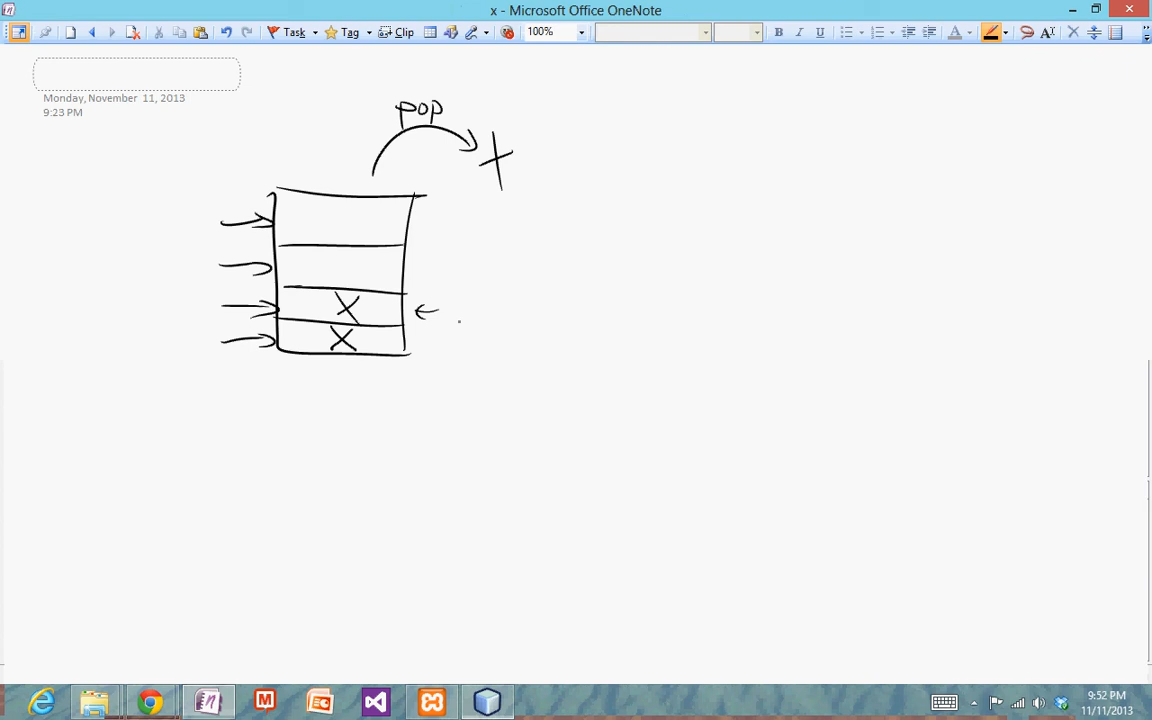 x - Microsoft Office OneNote
Task
Tag
Clip
100%
B I U
A
Monday, November 11, 2013
9:23 PM
pop
X
X
X
9:52 PM
11/11/2013